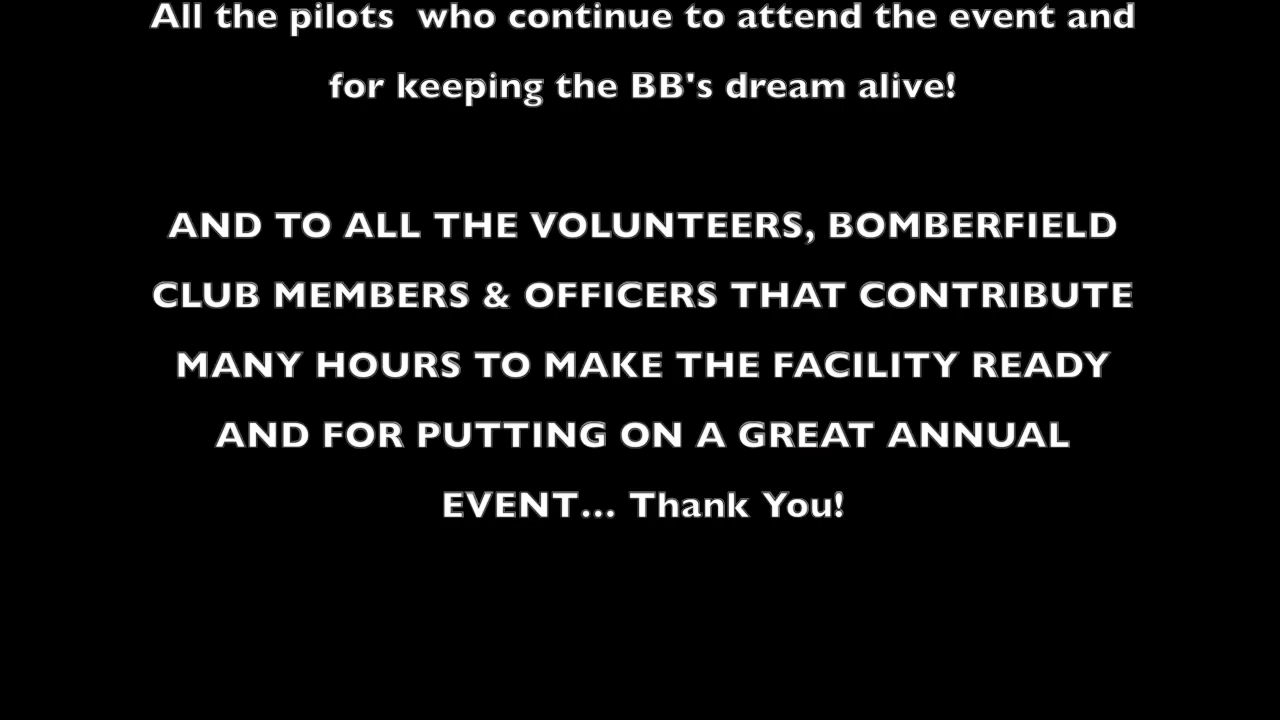 All the pilots  who continue to attend the event and
for keeping the BB's dream alive!
AND TO ALL THE VOLUNTEERS, BOMBERFIELD
CLUB MEMBERS & OFFICERS THAT CONTRIBUTE
MANY HOURS TO MAKE THE FACILITY READY
AND FOR PUTTING ON A GREAT ANNUAL
EVENT... Thank You!